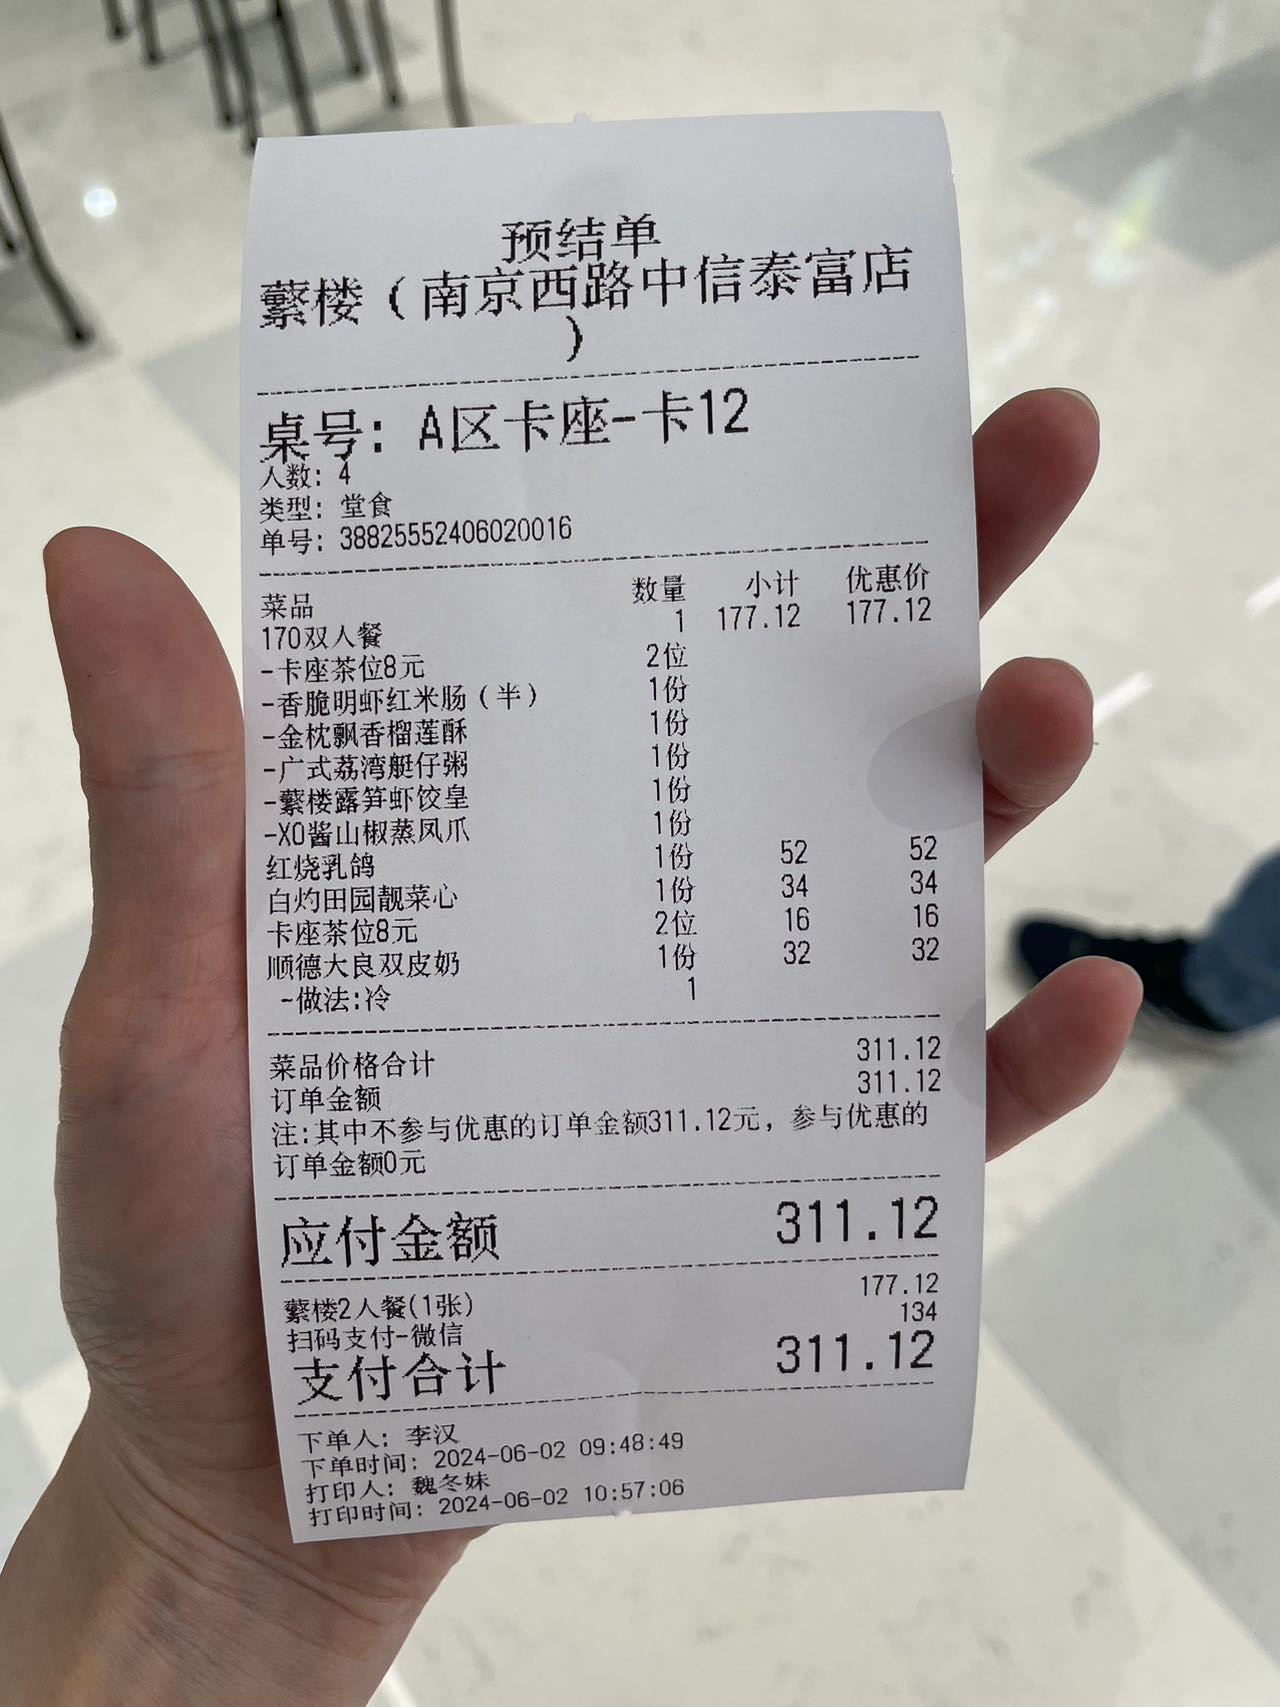 预结单
蘩楼（南京西路中信泰富店
）
桌号：A区卡座-卡12
人数：4
类型：堂食
单号：38825552406020016
菜品 数量 小计 优惠价
170双人餐 1 177.12 177.12
-卡座茶位8元 2位
-香脆明虾红米肠（半） 1份
-金枕飘香榴莲酥 1份
-广式荔湾艇仔粥 1份
-蘩楼露笋虾饺皇 1份
-XO酱山椒蒸凤爪 1份
红烧乳鸽 1份 52 52
白灼田园靓菜心 1份 34 34
卡座茶位8元 2位 16 16
顺德大良双皮奶 1份 32 32
-做法:冷 1
菜品价格合计 311.12
订单金额 311.12
注:其中不参与优惠的订单金额311.12元，参与优惠的
订单金额0元
应付金额 311.12
蘩楼2人餐(1张) 177.12
扫码支付-微信 134
支付合计 311.12
下单人：李汉
下单时间：2024-06-02 09:48:49
打印人：魏冬妹
打印时间：2024-06-02 10:57:06